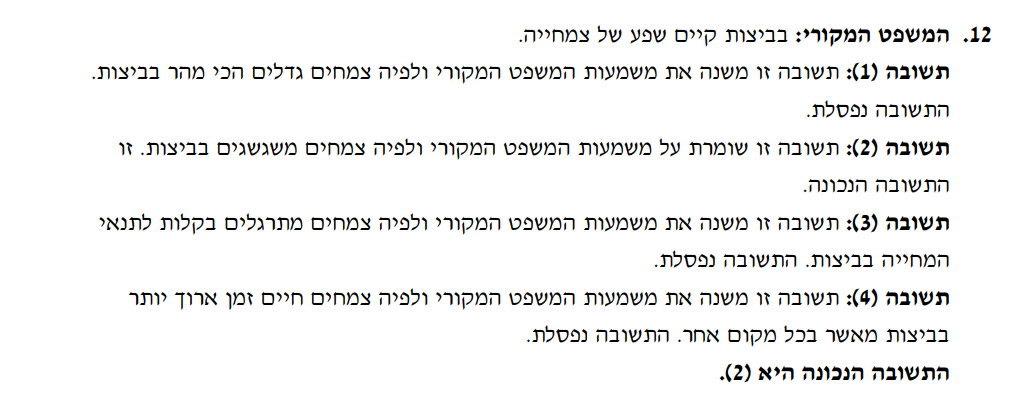 12. המשפט המקורי: בביצות קיים שפע של צמחייה.
תשובה (1): תשובה זו משנה את משמעות המשפט המקורי ולפיה צמחים גדלים הכי מהר בביצות.
התשובה נפסלת.
תשובה (2): תשובה זו שומרת על משמעות המשפט המקורי ולפיה צמחים משגשגים בביצות. זו
התשובה הנכונה.
תשובה (3): תשובה זו משנה את משמעות המשפט המקורי ולפיה צמחים מתרגלים בקלות לתנאי
המחייה בביצות. התשובה נפסלת.
תשובה (4): תשובה זו משנה את משמעות המשפט המקורי ולפיה צמחים חיים זמן ארוך יותר
בביצות מאשר בכל מקום אחר. התשובה נפסלת.
התשובה הנכונה היא (2).